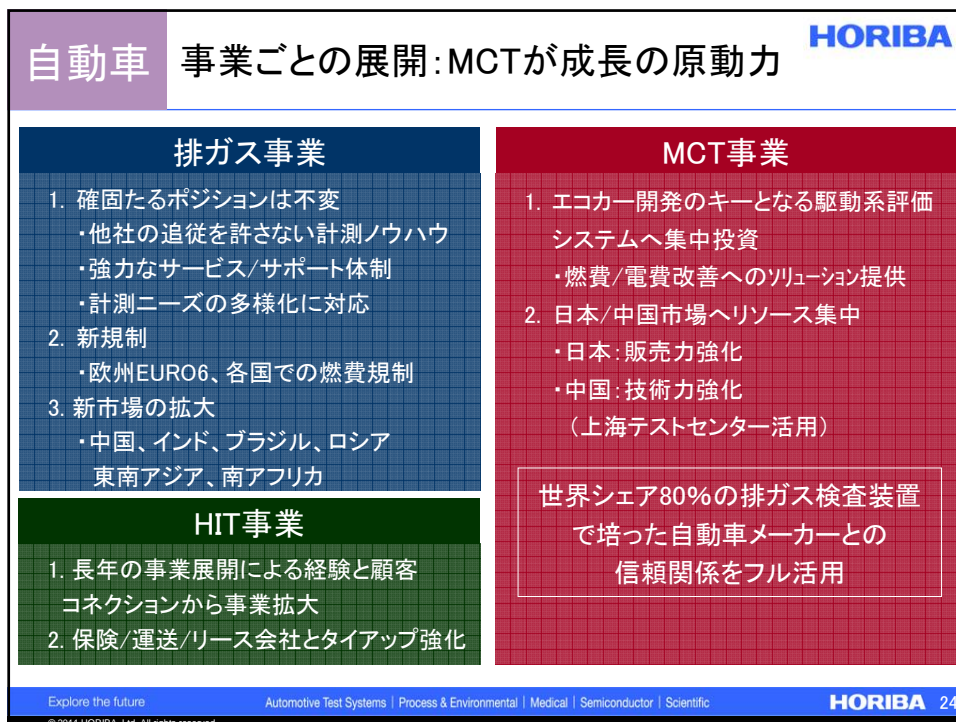 自動車
事業ごとの展開:MCTが成長の原動力
HORIBA
排ガス事業
1. 確固たるポジションは不変
・他社の追従を許さない計測ノウハウ
・強力なサービス/サポート体制
・計測ニーズの多様化に対応
2. 新規制
・欧州EURO6、各国での燃費規制
3. 新市場の拡大
・中国、インド、ブラジル、ロシア
東南アジア、南アフリカ
HIT事業
1. 長年の事業展開による経験と顧客
コネクションから事業拡大
2. 保険/運送/リース会社とタイアップ強化
MCT事業
1. エコカー開発のキーとなる駆動系評価
システムへ集中投資
・燃費/電費改善へのソリューション提供
2. 日本/中国市場へリソース集中
・日本:販売力強化
・中国:技術力強化
(上海テストセンター活用)
世界シェア80%の排ガス検査装置
で培った自動車メーカーとの
信頼関係をフル活用
Explore the future
Automotive Test Systems | Process & Environmental | Medical | Semiconductor | Scientific
HORIBA 24
© 2014 HORIBA, Ltd. All rights reserved.